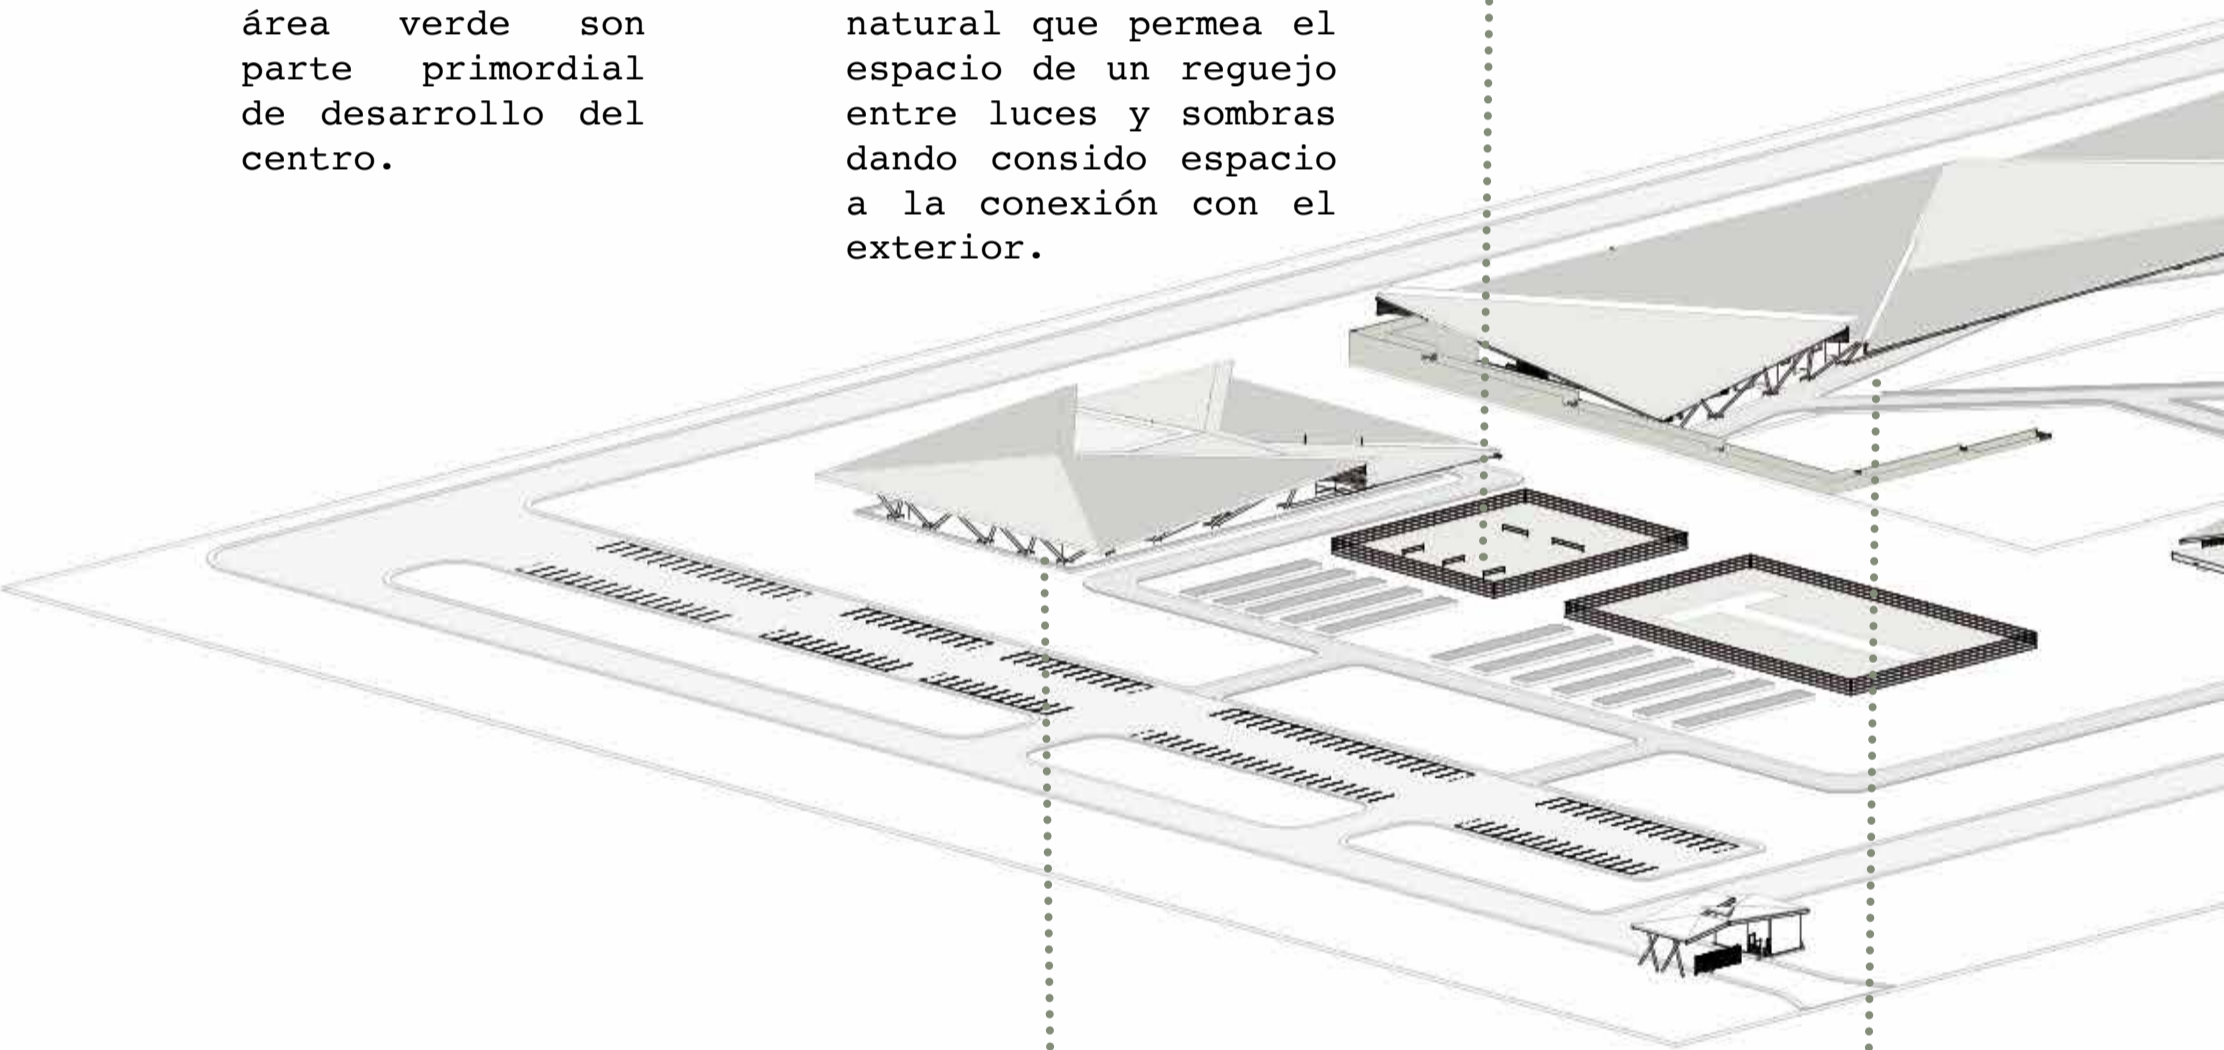 área verde son
parte primordial
de desarrollo del
centro.
natural que permea el
espacio de un reguejo
entre luces y sombras
dando consido espacio
a la conexión con el
exterior.